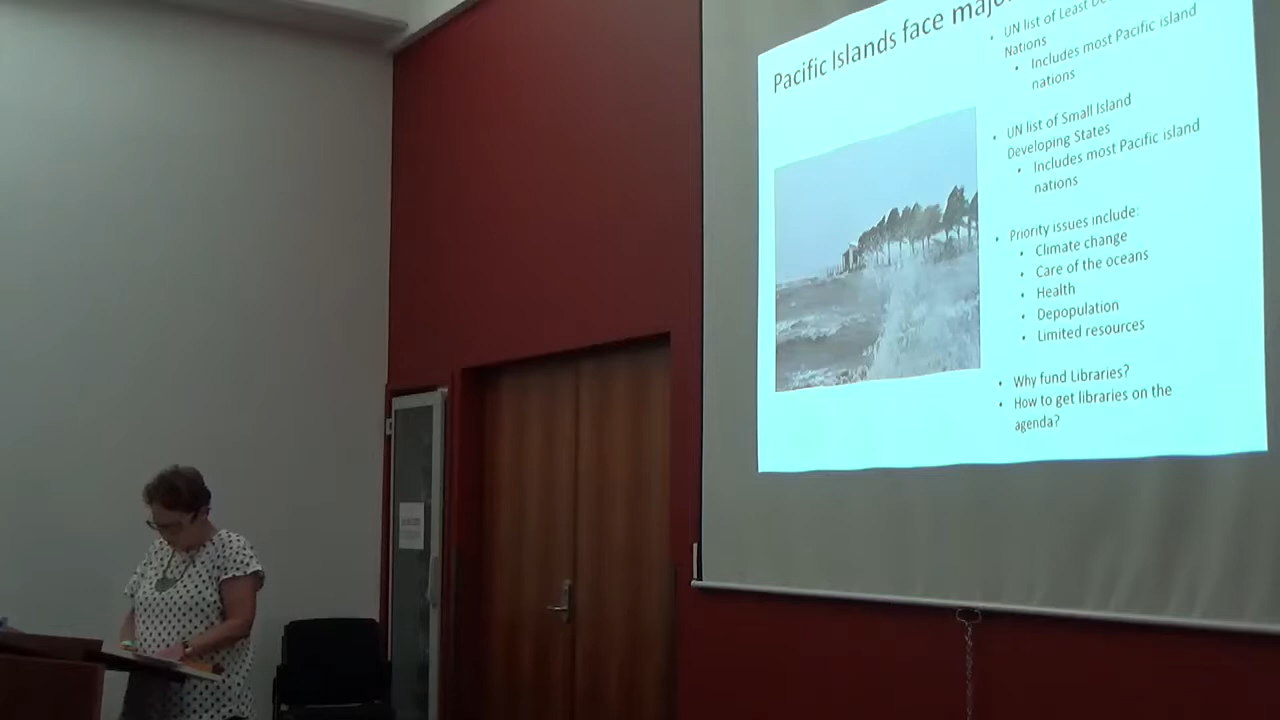 Pacific Islands face
UN list of Least
Nations
• Includes most Pacific island
nations
• UN list of Small Island
Developing States
• Includes most Pacific island
nations
• Priority issues include:
• Climate change
• Care of the oceans
• Health
• Depopulation
• Limited resources
• Why fund Libraries?
• How to get libraries on the
agenda?